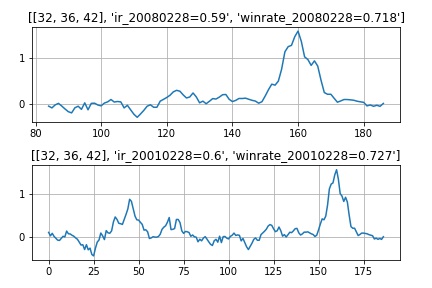 [[32, 36, 42], 'ir_20080228=0.59', 'winrate_20080228=0.718']
1
0
80 100 120 140 160 180
[[32, 36, 42], 'ir_20010228=0.6', 'winrate_20010228=0.727']
1
0
0 25 50 75 100 125 150 175